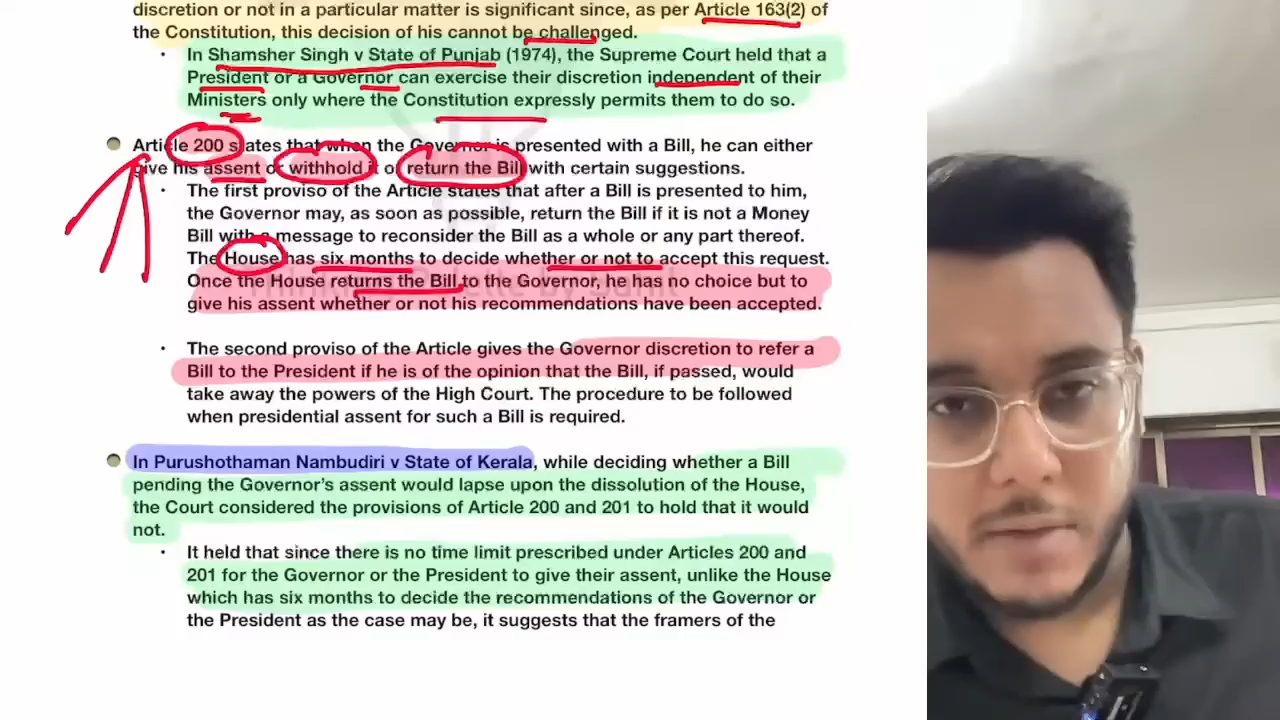 discretion or not in a particular matter is significant since, as per Article 163(2) of
the Constitution, this decision of his cannot be challenged.
• In Shamsher Singh v State of Punjab (1974), the Supreme Court held that a
President or a Governor can exercise their discretion independent of their
Ministers only where the Constitution expressly permits them to do so.
Article 200 states that when the Governor is presented with a Bill, he can either
give his assent or withhold it or return the Bill with certain suggestions.
• The first proviso of the Article states that after a Bill is presented to him,
the Governor may, as soon as possible, return the Bill if it is not a Money
Bill with a message to reconsider the Bill as a whole or any part thereof.
The House has six months to decide whether or not to accept this request.
Once the House returns the Bill to the Governor, he has no choice but to
give his assent whether or not his recommendations have been accepted.
• The second proviso of the Article gives the Governor discretion to refer a
Bill to the President if he is of the opinion that the Bill, if passed, would
take away the powers of the High Court. The procedure to be followed
when presidential assent for such a Bill is required.
In Purushothaman Nambudiri v State of Kerala, while deciding whether a Bill
pending the Governor's assent would lapse upon the dissolution of the House,
the Court considered the provisions of Article 200 and 201 to hold that it would
not.
• It held that since there is no time limit prescribed under Articles 200 and
201 for the Governor or the President to give their assent, unlike the House
which has six months to decide the recommendations of the Governor or
the President as the case may be, it suggests that the framers of the